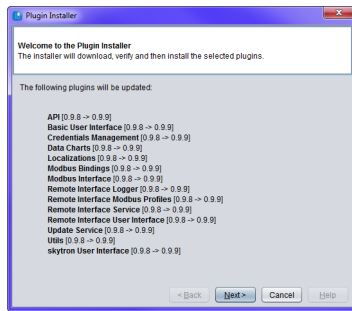 Plugin Installer
Welcome to the Plugin Installer
The installer will download, verify and then install the selected plugins.
The following plugins will be updated:
API [0.9.8 -> 0.9.9]
Basic User Interface [0.9.8 -> 0.9.9]
Credentials Management [0.9.8 -> 0.9.9]
Data Charts [0.9.8 -> 0.9.9]
Localizations [0.9.8 -> 0.9.9]
Modbus Bindings [0.9.8 -> 0.9.9]
Modbus Interface [0.9.8 -> 0.9.9]
Remote Interface Logger [0.9.8 -> 0.9.9]
Remote Interface Modbus Profiles [0.9.8 -> 0.9.9]
Remote Interface Service [0.9.8 -> 0.9.9]
Remote Interface User Interface [0.9.8 -> 0.9.9]
Update Service [0.9.8 -> 0.9.9]
Utils [0.9.8 -> 0.9.9]
skytron User Interface [0.9.8 -> 0.9.9]
< Back Next > Cancel Help